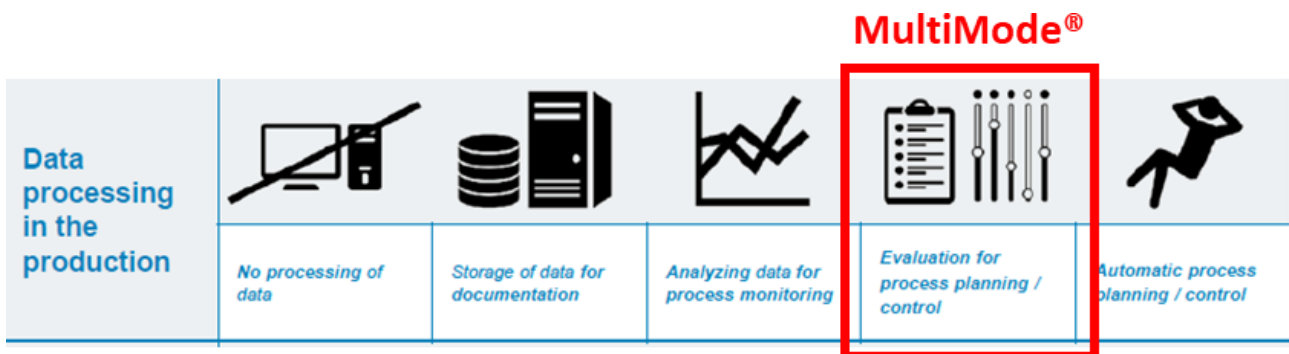 MultiMode®
Data
processing
in the
production
No processing of
data
Storage of data for
documentation
Analyzing data for
process monitoring
Evaluation for
process planning /
control
Automatic process
planning / control